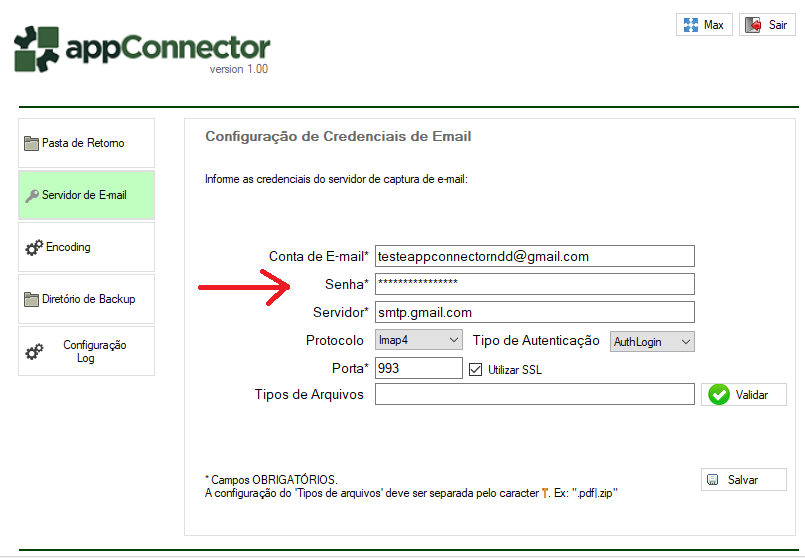 Max
Sair
appConnector
version 1.00
Pasta de Retorno
Servidor de E-mail
Encoding
Diretório de Backup
Configuração
Log
Configuração de Credenciais de Email
Informe as credenciais do servidor de captura de e-mail:
Conta de E-mail* testeappconnectorndd@gmail.com
Senha* ****************
Servidor* smtp.gmail.com
Protocolo Imap4 Tipo de Autenticação AuthLogin
Porta* 993 Utilizar SSL
Tipos de Arquivos Validar
* Campos OBRIGATÓRIOS.
A configuração do 'Tipos de arquivos' deve ser separada pelo caracter '|'. Ex: ".pdf|.zip"
Salvar